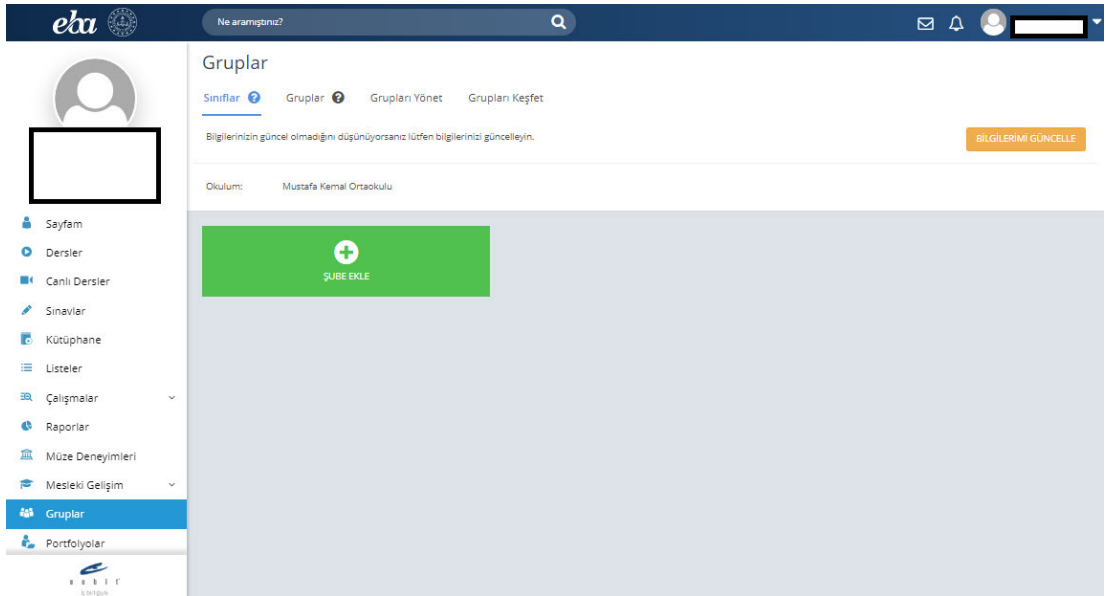 eba
Ne aramıştınız?
Gruplar
Sınıflar ? Gruplar ? Grupları Yönet Grupları Keşfet
Bilgilerinizin güncel olmadığını düşünüyorsanız lütfen bilgilerinizi güncelleyin.
BİLGİLERİMİ GÜNCELLE
Okulum: Mustafa Kemal Ortaokulu
ŞUBE EKLE
Sayfam
Dersler
Canlı Dersler
Sınavlar
Kütüphane
Listeler
Çalışmalar
Raporlar
Müze Deneyimleri
Mesleki Gelişim
Gruplar
Portfolyolar